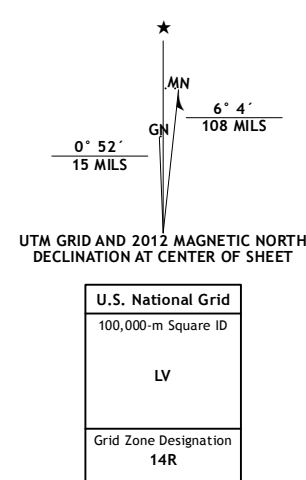 ★
MN
GN
6° 4´
108 MILS
0° 52´
15 MILS
UTM GRID AND 2012 MAGNETIC NORTH
DECLINATION AT CENTER OF SHEET
U.S. National Grid
100,000-m Square ID
LV
Grid Zone Designation
14R